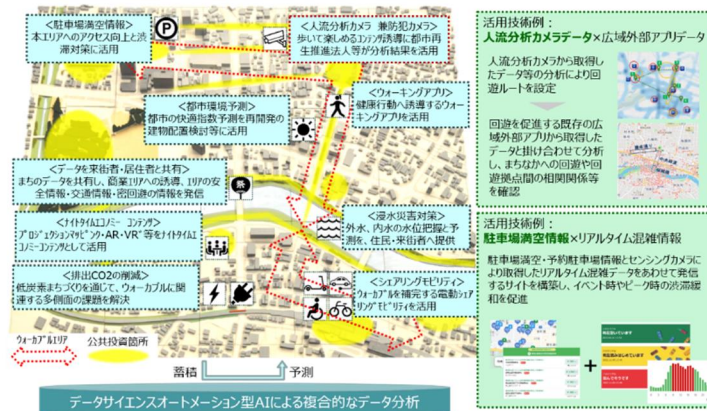 <駐車場満空情報>
本エリアへのアクセス向上と渋
滞対策に活用
<人流分析カメラ 兼防犯カメラ>
歩いて楽しめるコンテンツ誘導に都市再
生推進法人等が分析結果を活用
<都市環境予測>
都市の快適指数予測を再開発の
建物配置検討等に活用
<ウォーキングアプリ>
健康行動へ誘導するウォー
キングアプリを活用
<データを来街者・居住者と共有>
まちのデータを共有し、商業エリアへの誘導、エリアの安
全情報・交通情報・密回避の情報を発信
祭
<ナイトタイムエコノミー コンテンツ>
プロジェクションマッピング・AR・VR等をナイトタイムエ
コノミーコンテンツとして活用
<浸水災害対策>
外水、内水の水位把握と予
測を、住民・来街者へ提供
<排出CO2の削減>
低炭素まちづくりを通じて、ウォーカブルに関
連する多側面の課題を解決
<シェアリングモビリティ>
ウォーカブルを補完する電動シェア
リングモビリティを活用
ウォーカブルエリア
公共投資箇所
蓄積
予測
データサイエンスオートメーション型AIによる複合的なデータ分析
活用技術例:
人流分析カメラデータ×広域外部アプリデータ
人流分析カメラから取得し
たデータ等の分析により回
遊ルートを設定
回遊を促進する既存の広
域外部アプリから取得した
データと掛け合わせて分析
し、まちなかへの回遊や回
遊拠点間の相関関係等
を確認
活用技術例:
駐車場満空情報×リアルタイム混雑情報
駐車場満空・予約駐車場情報とセンシングカメラに
より取得したリアルタイム混雑データをあわせて発信
するサイトを構築し、イベント時やピーク時の渋滞緩
和を促進
+